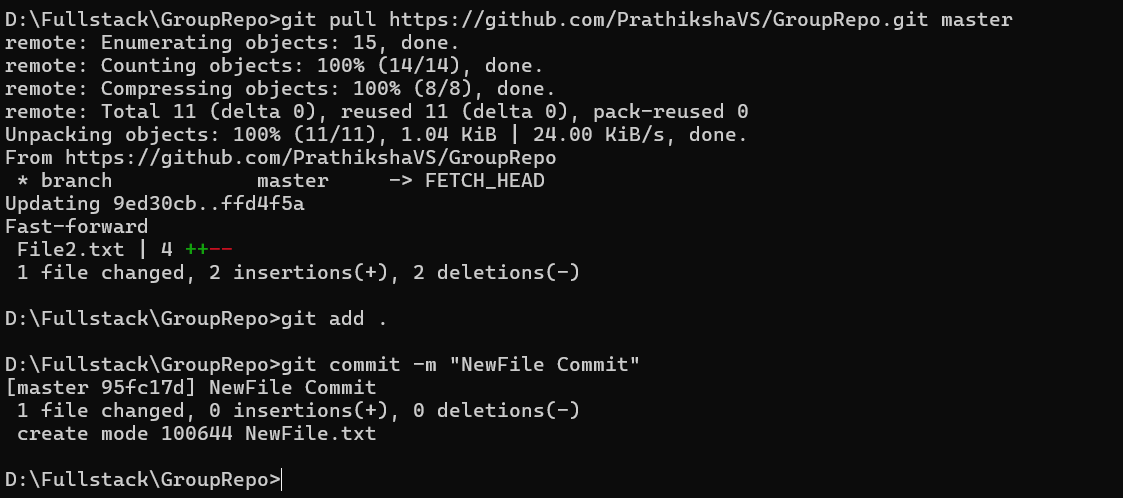 D:\Fullstack\GroupRepo>git pull https://github.com/PrathikshaVS/GroupRepo.git master
remote: Enumerating objects: 15, done.
remote: Counting objects: 100% (14/14), done.
remote: Compressing objects: 100% (8/8), done.
remote: Total 11 (delta 0), reused 11 (delta 0), pack-reused 0
Unpacking objects: 100% (11/11), 1.04 KiB | 24.00 KiB/s, done.
From https://github.com/PrathikshaVS/GroupRepo
 * branch            master     -> FETCH_HEAD
Updating 9ed30cb..ffd4f5a
Fast-forward
 File2.txt | 4 ++--
 1 file changed, 2 insertions(+), 2 deletions(-)
D:\Fullstack\GroupRepo>git add .
D:\Fullstack\GroupRepo>git commit -m "NewFile Commit"
[master 95fc17d] NewFile Commit
 1 file changed, 0 insertions(+), 0 deletions(-)
 create mode 100644 NewFile.txt
D:\Fullstack\GroupRepo>